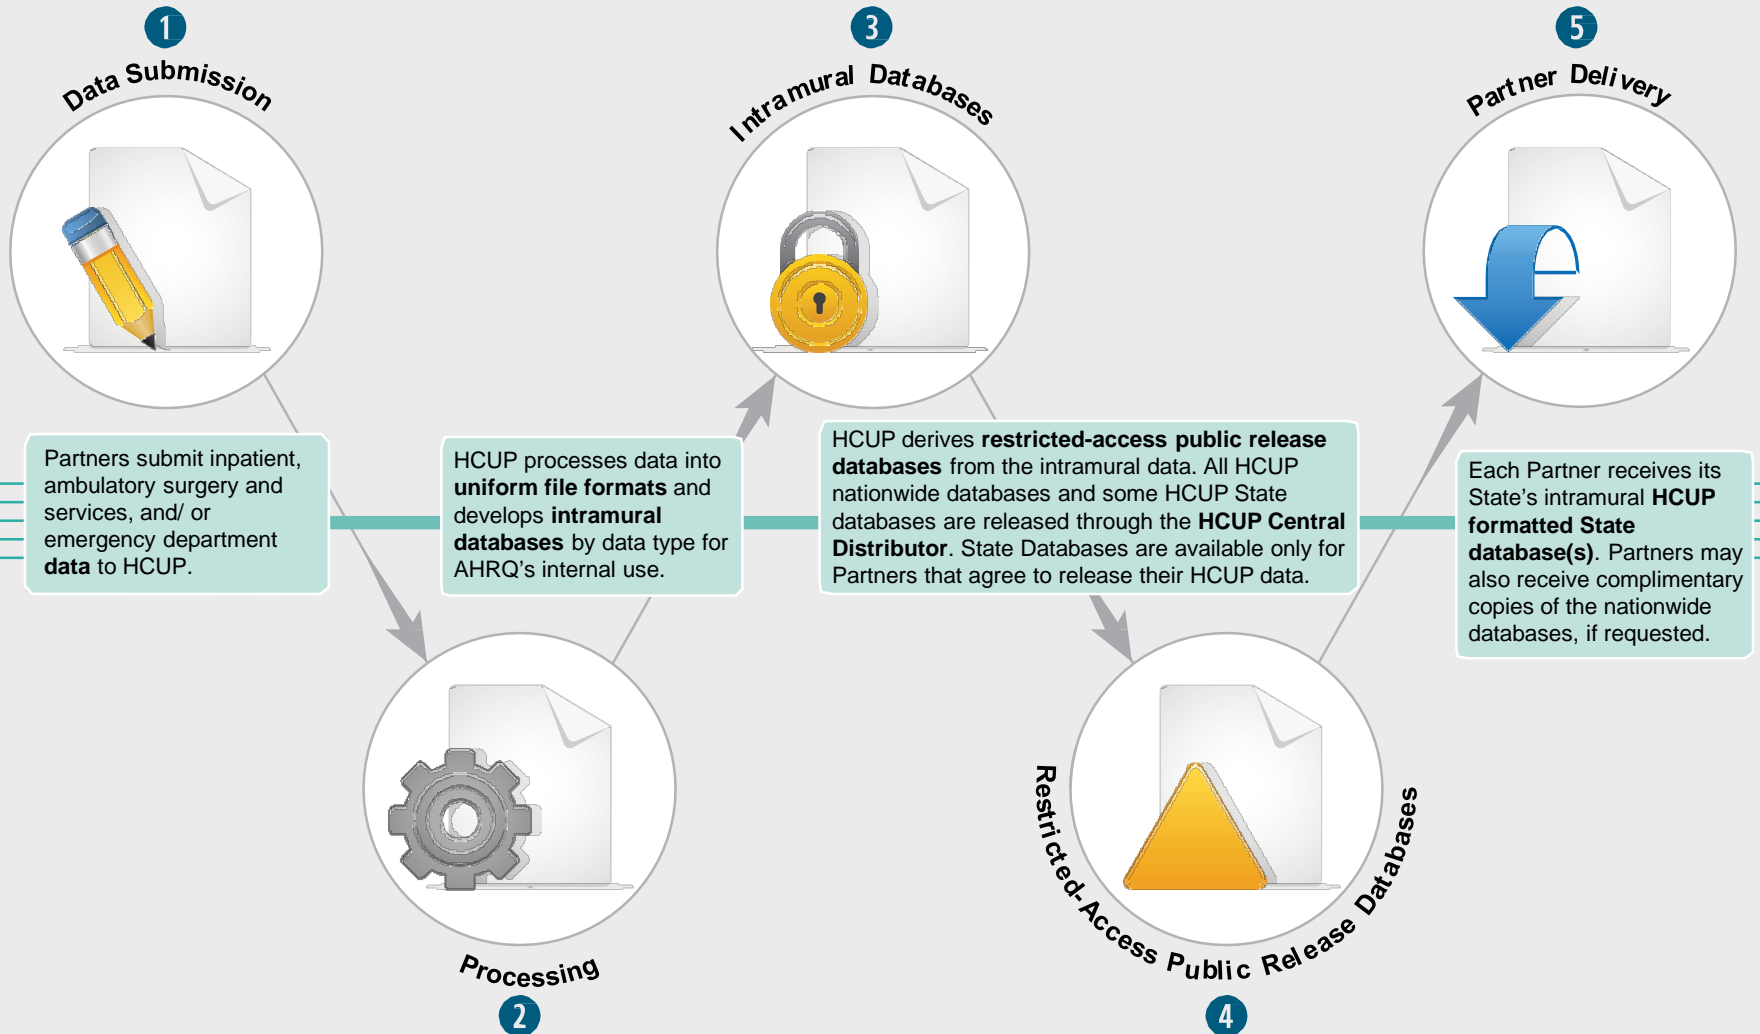 1
Data Submission
Partners submit inpatient,
ambulatory surgery and
services, and/ or
emergency department
data to HCUP.
2
Processing
HCUP processes data into
uniform file formats and
develops intramural
databases by data type for
AHRQ's internal use.
3
Intramural Databases
HCUP derives restricted-access public release
databases from the intramural data. All HCUP
nationwide databases and some HCUP State
databases are released through the HCUP Central
Distributor. State Databases are available only for
Partners that agree to release their HCUP data.
Restricted-Access Public Release Databases
4
5
Partner Delivery
Each Partner receives its
State's intramural HCUP
formatted State
database(s). Partners may
also receive complimentary
copies of the nationwide
databases, if requested.